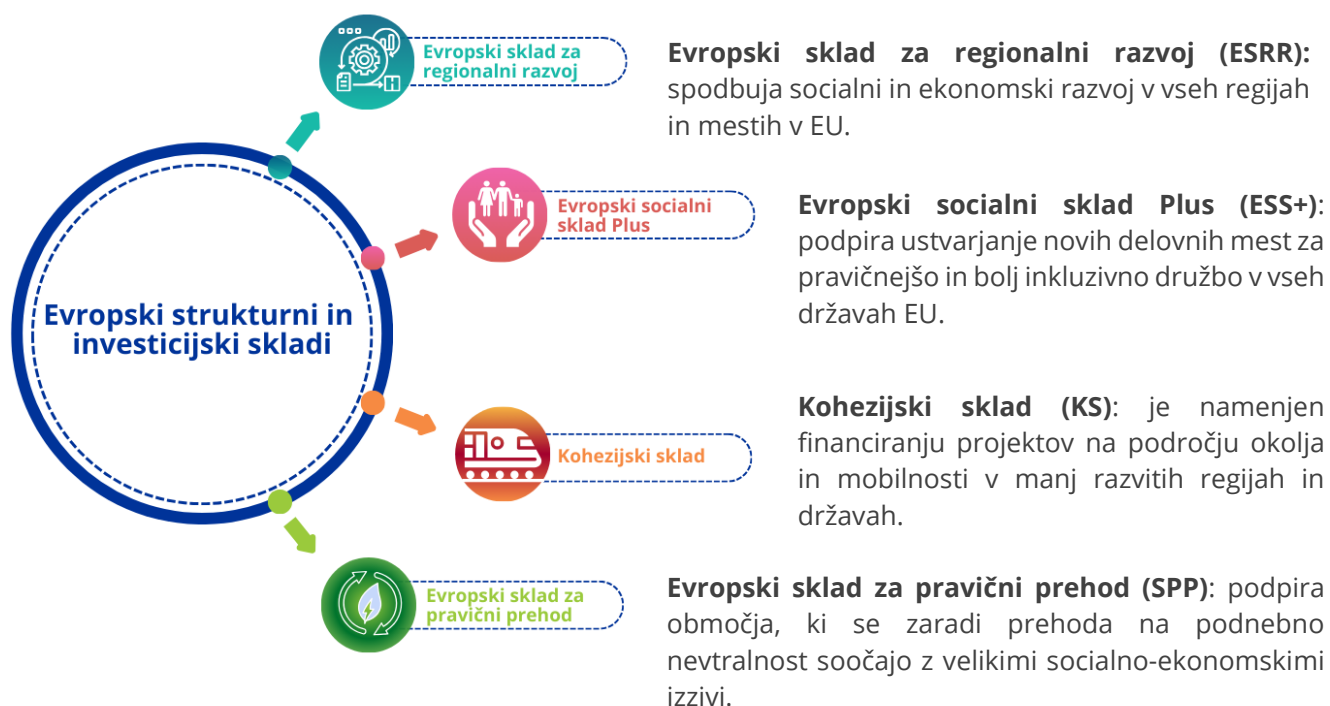 Evropski sklad za
regionalni razvoj
Evropski sklad za regionalni razvoj (ESRR):
spodbuja socialni in ekonomski razvoj v vseh regijah
in mestih v EU.
Evropski socialni
sklad Plus
Evropski socialni sklad Plus (ESS+):
podpira ustvarjanje novih delovnih mest za
pravičnejšo in bolj inkluzivno družbo v vseh
državah EU.
Evropski strukturni in
investicijski skladi
Kohezijski sklad
Kohezijski sklad (KS): je namenjen
financiranju projektov na področju okolja
in mobilnosti v manj razvitih regijah in
državah.
Evropski sklad za
pravični prehod
Evropski sklad za pravični prehod (SPP): podpira
območja, ki se zaradi prehoda na podnebno
nevtralnost soočajo z velikimi socialno-ekonomskimi
izzivi.